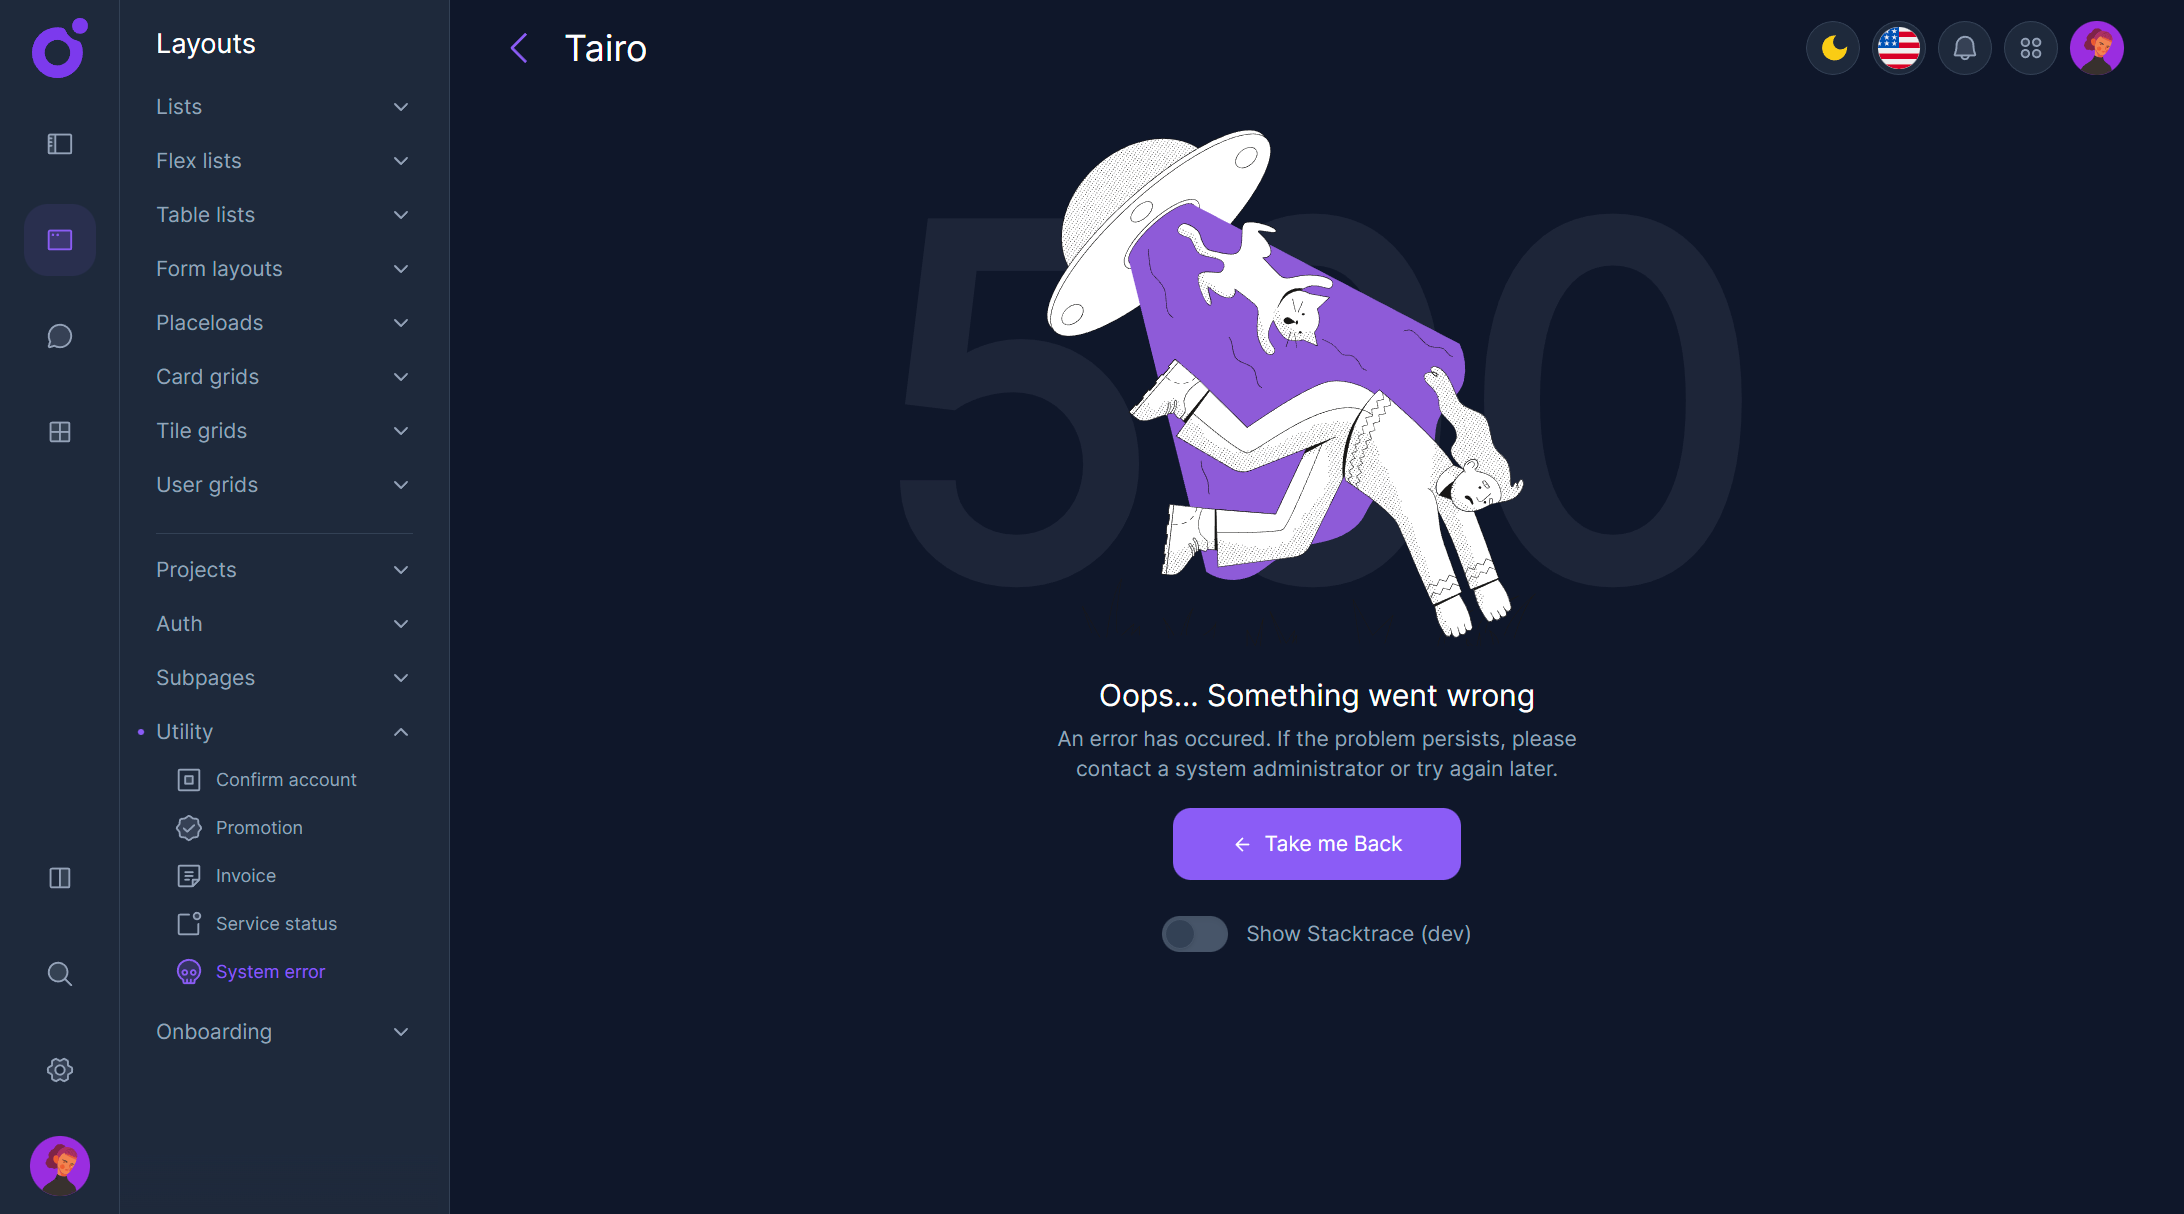 Layouts
Lists
Flex lists
Table lists
Form layouts
Placeloads
Card grids
Tile grids
User grids
Projects
Auth
Subpages
Utility
Confirm account
Promotion
Invoice
Service status
System error
Onboarding
Tairo
500
Oops... Something went wrong
An error has occured. If the problem persists, please
contact a system administrator or try again later.
Take me Back
Show Stacktrace (dev)